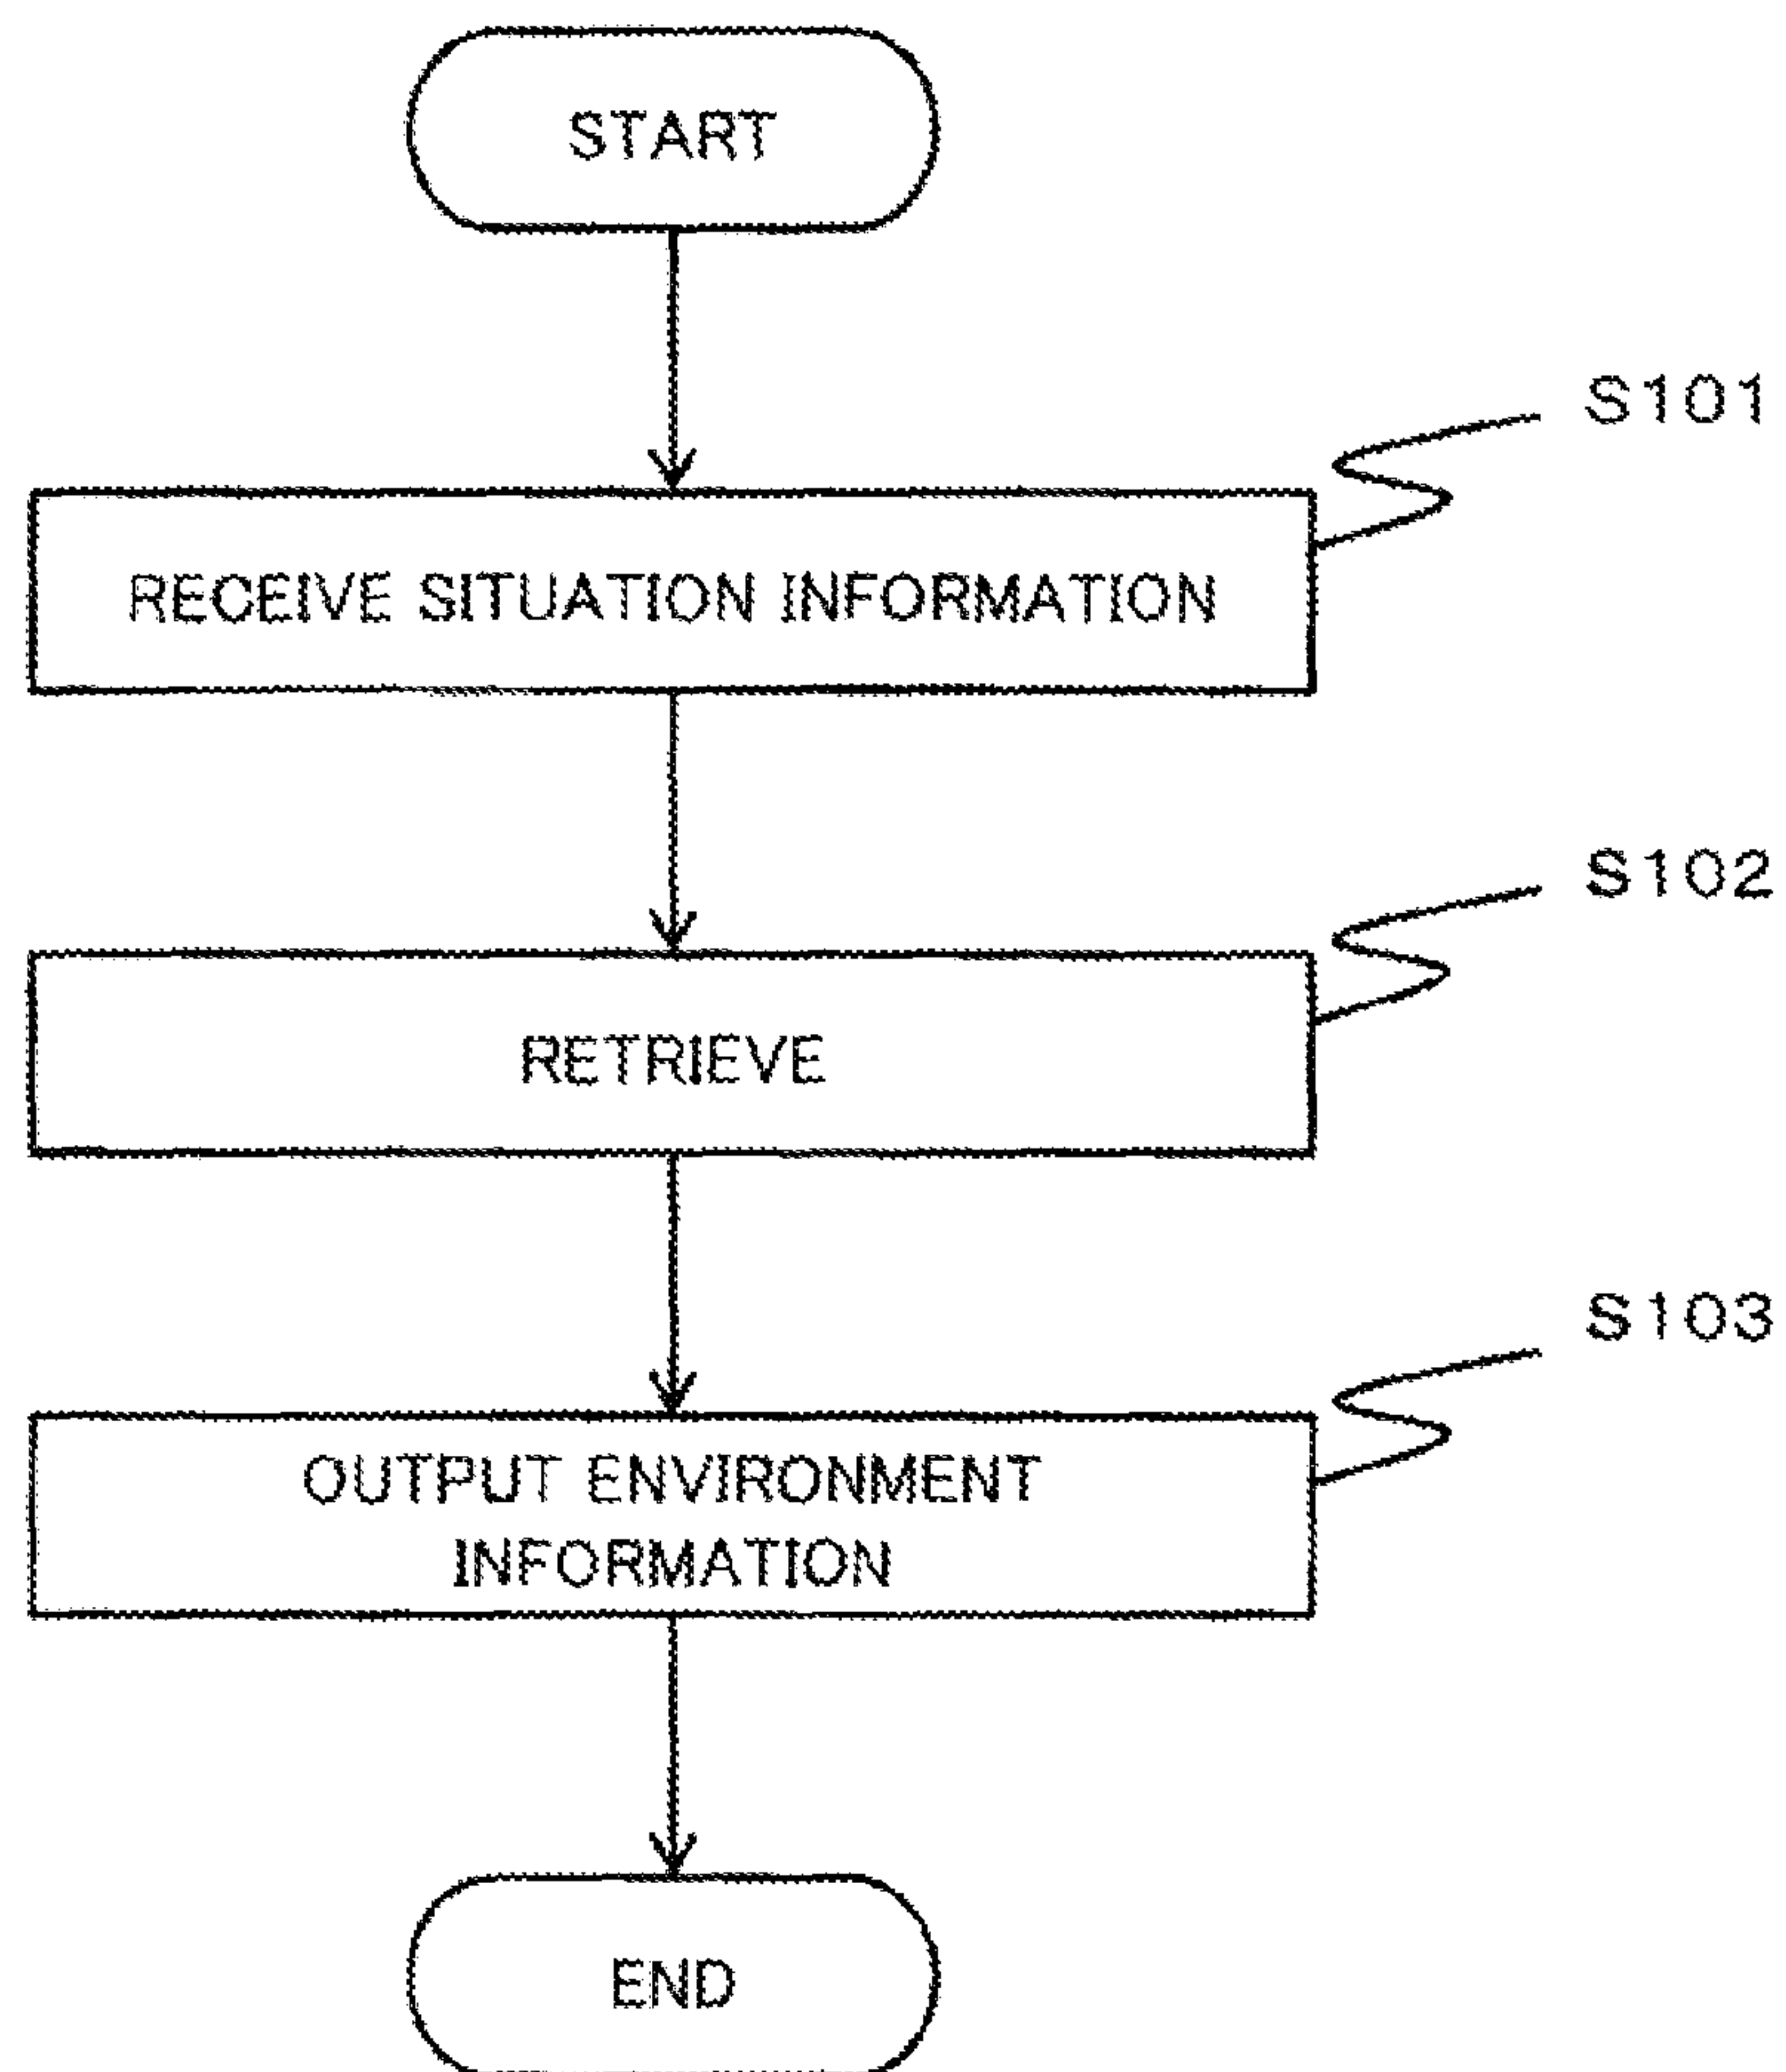 START
S101
RECEIVE SITUATION INFORMATION
S102
RETRIEVE
S103
OUTPUT ENVIRONMENT
INFORMATION
END